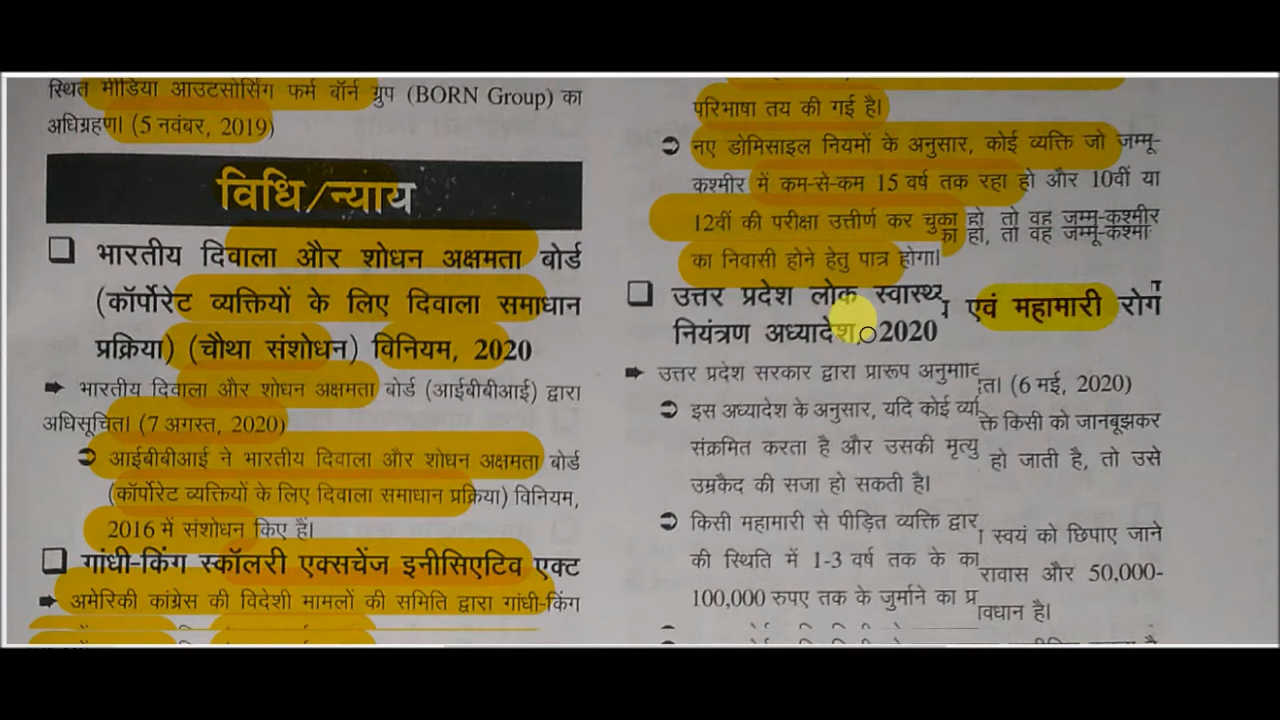 स्थित मीडिया आउटसोर्सिंग फर्म बॉर्न ग्रुप (BORN Group) का
अधिग्रहण। (5 नवंबर, 2019)
विधि/न्याय
भारतीय दिवाला और शोधन अक्षमता बोर्ड
(कॉर्पोरेट व्यक्तियों के लिए दिवाला समाधान
प्रक्रिया) (चौथा संशोधन) विनियम, 2020
भारतीय दिवाला और शोधन अक्षमता बोर्ड (आईबीबीआई) द्वारा
अधिसूचित। (7 अगस्त, 2020)
आईबीबीआई ने भारतीय दिवाला और शोधन अक्षमता बोर्ड
(कॉर्पोरेट व्यक्तियों के लिए दिवाला समाधान प्रक्रिया) विनियम,
2016 में संशोधन किए हैं।
गांधी-किंग स्कॉलरी एक्सचेंज इनीसिएटिव एक्ट
अमेरिकी कांग्रेस की विदेशी मामलों की समिति द्वारा गांधी-किंग
परिभाषा तय की गई है।
नए डोमिसाइल नियमों के अनुसार, कोई व्यक्ति जो जम्मू-
कश्मीर में कम-से-कम 15 वर्ष तक रहा हो और 10वीं या
12वीं की परीक्षा उत्तीर्ण कर चुका हो, तो वह जम्मू-कश्मीर
का निवासी होने हेतु पात्र होगा।
उत्तर प्रदेश लोक स्वास्थ्य एवं महामारी रोग
नियंत्रण अध्यादेश, 2020
उत्तर प्रदेश सरकार द्वारा प्रारूप अनुमोदित। (6 मई, 2020)
इस अध्यादेश के अनुसार, यदि कोई व्यक्ति किसी को जानबूझकर
संक्रमित करता है और उसकी मृत्यु हो जाती है, तो उसे
उम्रकैद की सजा हो सकती है।
किसी महामारी से पीड़ित व्यक्ति द्वारा स्वयं को छिपाए जाने
की स्थिति में 1-3 वर्ष तक के कारावास और 50,000-
100,000 रुपए तक के जुर्माने का प्रावधान है।